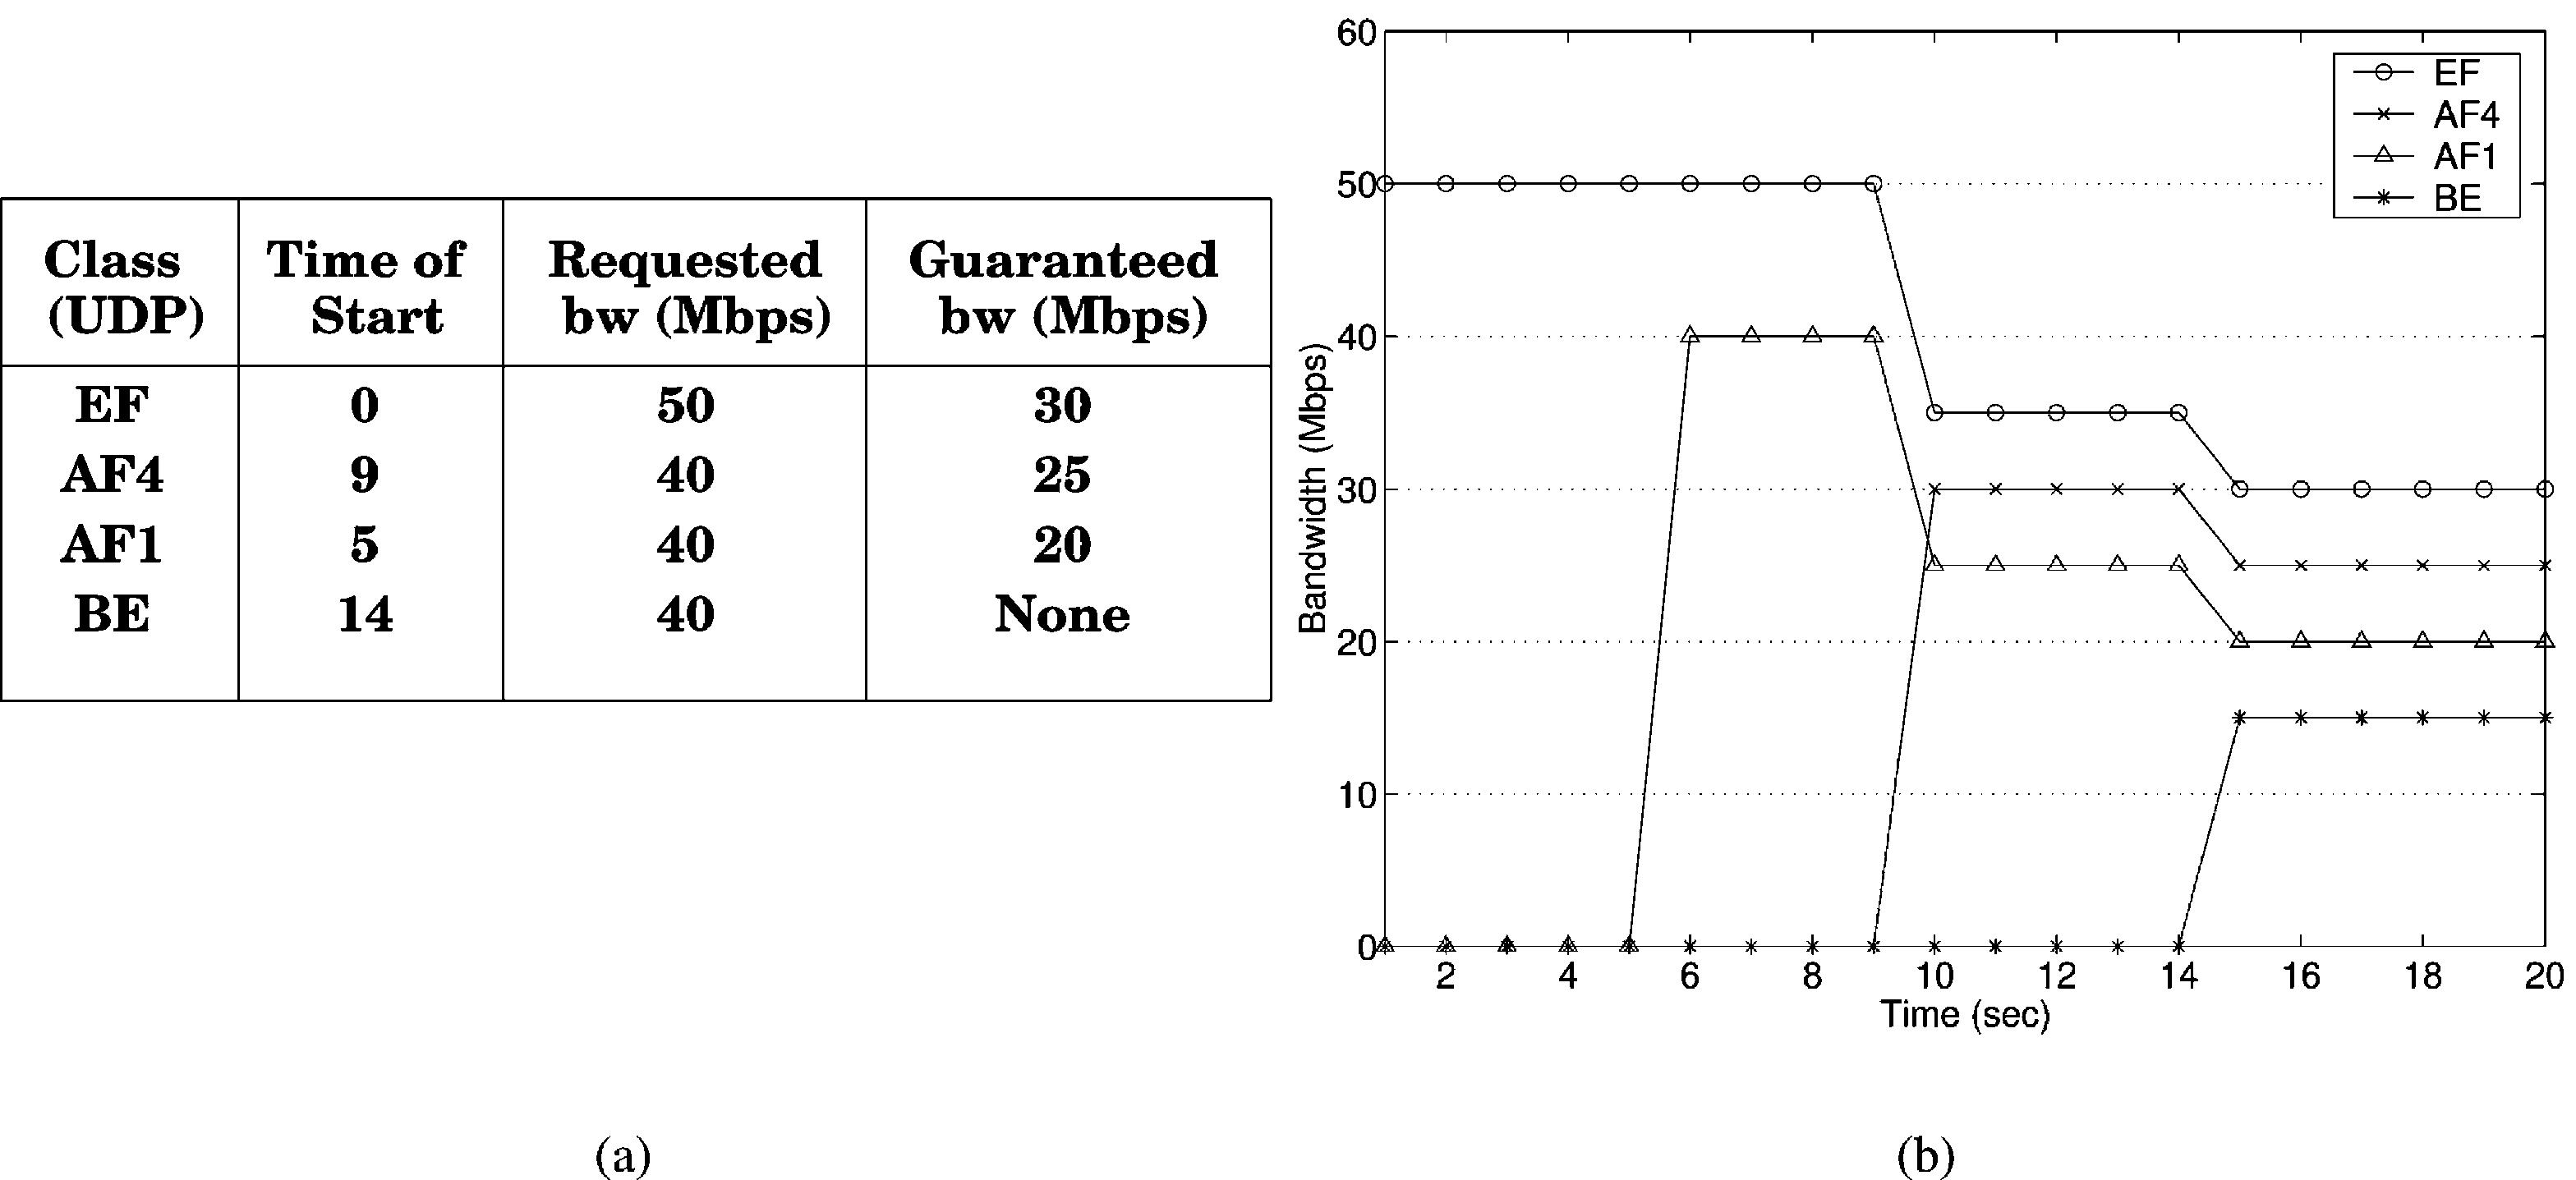 Class (UDP) Time of Start Requested bw (Mbps) Guaranteed bw (Mbps)
EF 0 50 30
AF4 9 40 25
AF1 5 40 20
BE 14 40 None
(a)
60
50
40
30
20
10
0
Bandwidth (Mbps)
EF
AF4
AF1
BE
2 4 6 8 10 12 14 16 18 20
Time (sec)
(b)